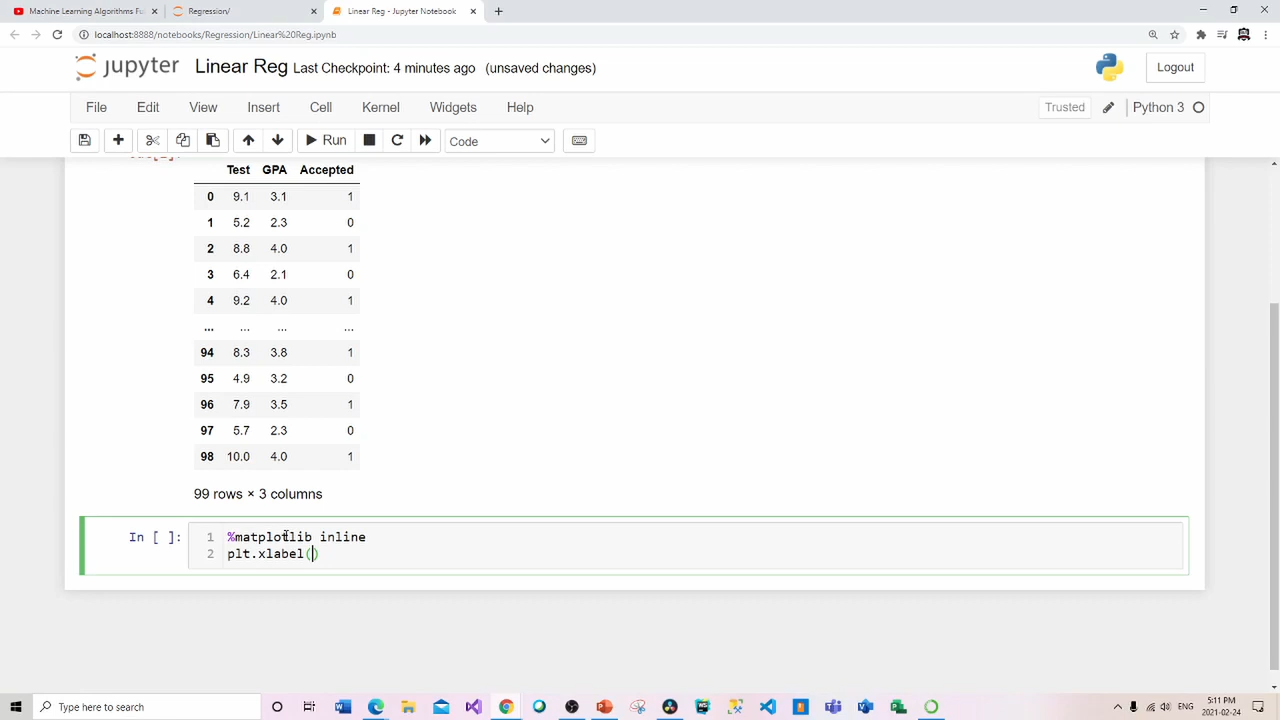 Machine Learning Algorithms Fu
Regression/
Linear Reg - Jupyter Notebook
localhost:8888/notebooks/Regression/Linear%20Reg.ipynb
jupyter Linear Reg Last Checkpoint: 4 minutes ago (unsaved changes)
Logout
File Edit View Insert Cell Kernel Widgets Help
Trusted
Python 3
Run
Code
Test GPA Accepted
0 9.1 3.1 1
1 5.2 2.3 0
2 8.8 4.0 1
3 6.4 2.1 0
4 9.2 4.0 1
... ... ... ...
94 8.3 3.8 1
95 4.9 3.2 0
96 7.9 3.5 1
97 5.7 2.3 0
98 10.0 4.0 1
99 rows × 3 columns
In [ ]:
1 %matplotlib inline
2 plt.xlabel()
Type here to search
ENG
5:11 PM
2021-02-24